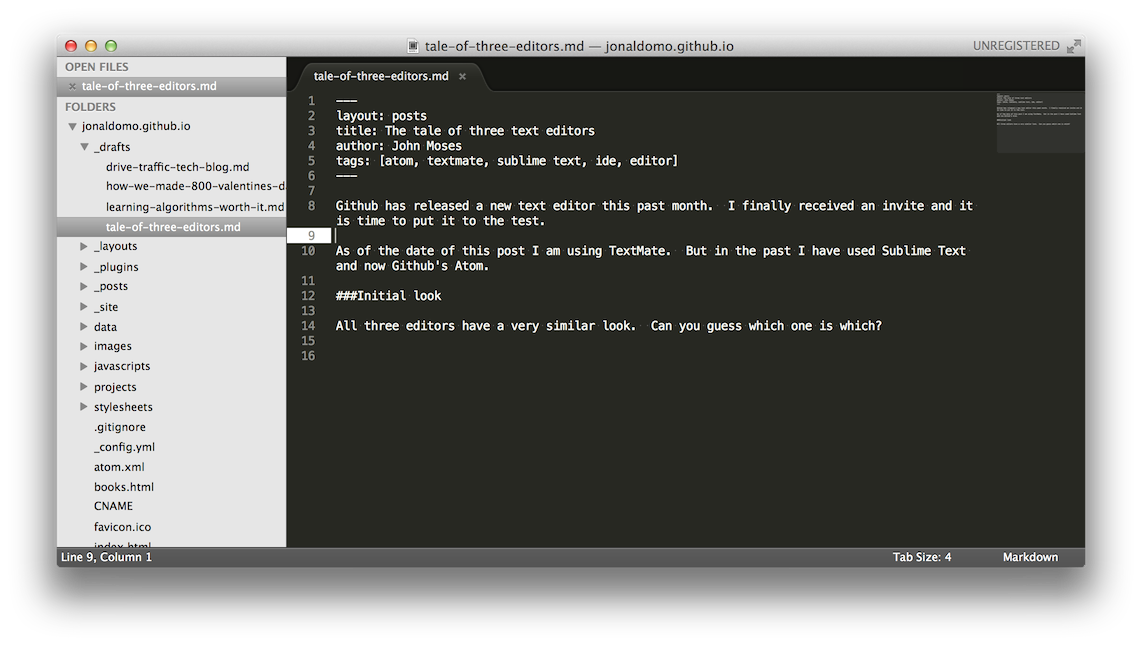 tale-of-three-editors.md — jonaldomo.github.io
UNREGISTERED
OPEN FILES
tale-of-three-editors.md
FOLDERS
jonaldomo.github.io
_drafts
drive-traffic-tech-blog.md
how-we-made-800-valentines-d
learning-algorithms-worth-it.md
tale-of-three-editors.md
_layouts
_plugins
_posts
_site
data
images
javascripts
projects
stylesheets
.gitignore
_config.yml
atom.xml
books.html
CNAME
favicon.ico
index.html
tale-of-three-editors.md
1 ---
2 layout: posts
3 title: The tale of three text editors
4 author: John Moses
5 tags: [atom, textmate, sublime text, ide, editor]
6 ---
7
8 Github has released a new text editor this past month.  I finally received an invite and it
is time to put it to the test.
9
10 As of the date of this post I am using TextMate.  But in the past I have used Sublime Text
and now Github's Atom.
11
12 ###Initial look
13
14 All three editors have a very similar look.  Can you guess which one is which?
15
16
Line 9, Column 1
Tab Size: 4
Markdown